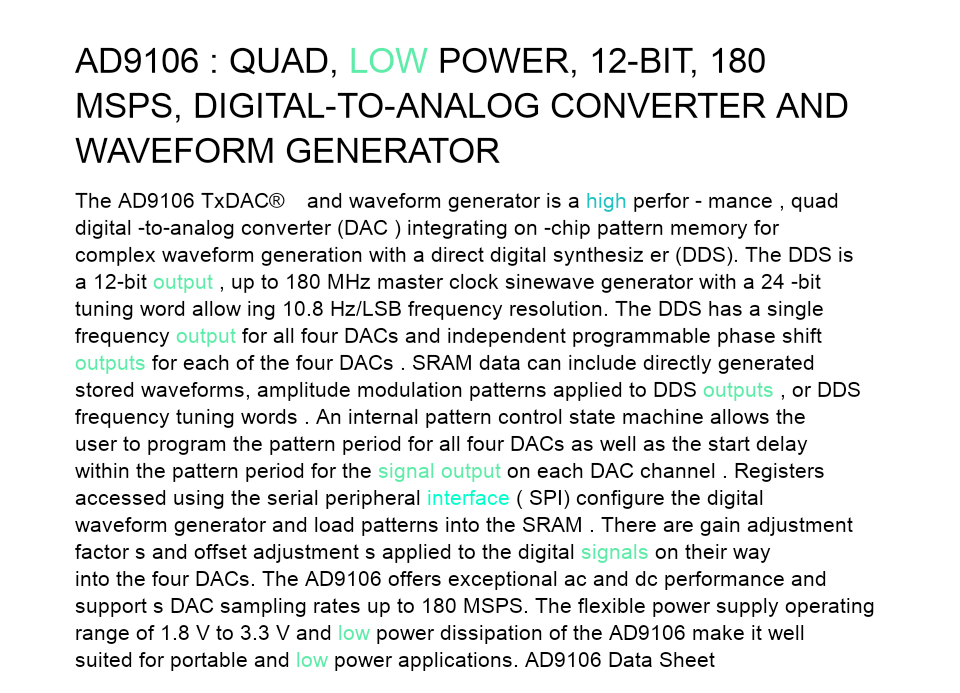 AD9106 : QUAD, LOW POWER, 12-BIT, 180
MSPS, DIGITAL-TO-ANALOG CONVERTER AND
WAVEFORM GENERATOR
The AD9106 TxDAC® and waveform generator is a high perfor - mance , quad
digital -to-analog converter (DAC ) integrating on -chip pattern memory for
complex waveform generation with a direct digital synthesiz er (DDS). The DDS is
a 12-bit output , up to 180 MHz master clock sinewave generator with a 24 -bit
tuning word allow ing 10.8 Hz/LSB frequency resolution. The DDS has a single
frequency output for all four DACs and independent programmable phase shift
outputs for each of the four DACs . SRAM data can include directly generated
stored waveforms, amplitude modulation patterns applied to DDS outputs , or DDS
frequency tuning words . An internal pattern control state machine allows the
user to program the pattern period for all four DACs as well as the start delay
within the pattern period for the signal output on each DAC channel . Registers
accessed using the serial peripheral interface ( SPI) configure the digital
waveform generator and load patterns into the SRAM . There are gain adjustment
factor s and offset adjustment s applied to the digital signals on their way
into the four DACs. The AD9106 offers exceptional ac and dc performance and
support s DAC sampling rates up to 180 MSPS. The flexible power supply operating
range of 1.8 V to 3.3 V and low power dissipation of the AD9106 make it well
suited for portable and low power applications. AD9106 Data Sheet